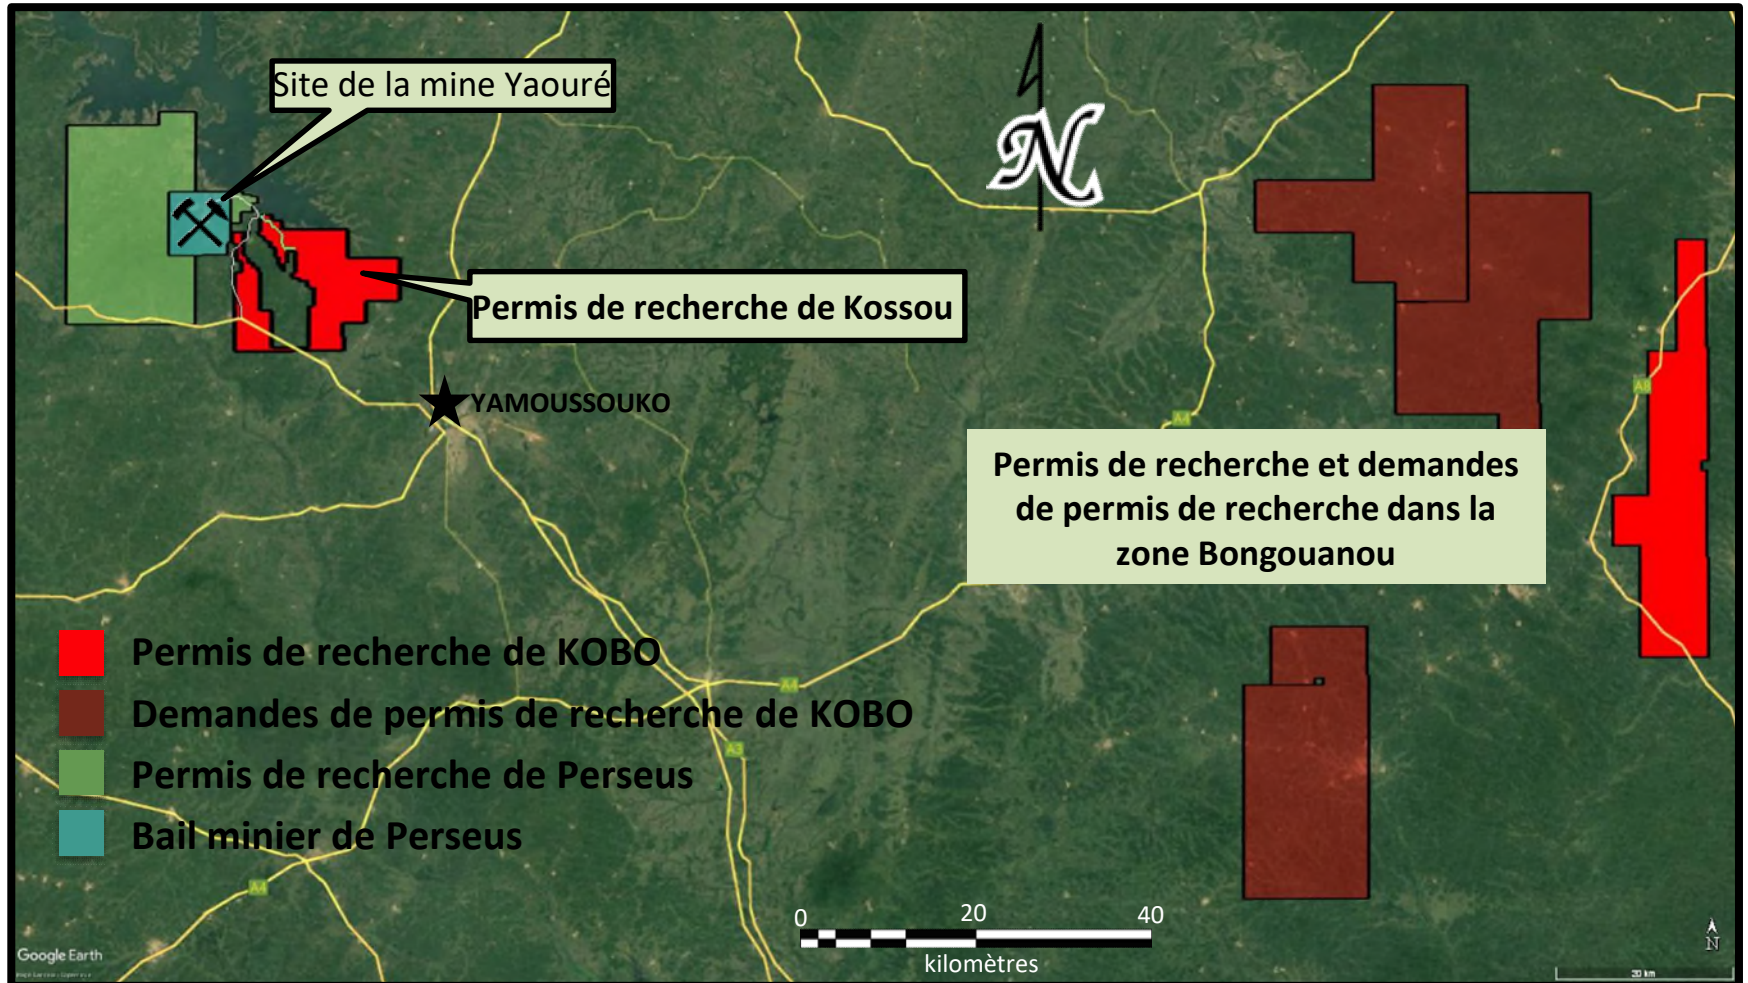 Site de la mine Yaouré
N
Permis de recherche de Kossou
YAMOUSSOUKO
A8
A4
Permis de recherche et demandes
de permis de recherche dans la
zone Bongouanou
Permis de recherche de KOBO
A4
Demandes de permis de recherche de KOBO
A3
Permis de recherche de Perseus
Bail minier de Perseus
A4
0 20 40
kilomètres
Google Earth
N
20 km